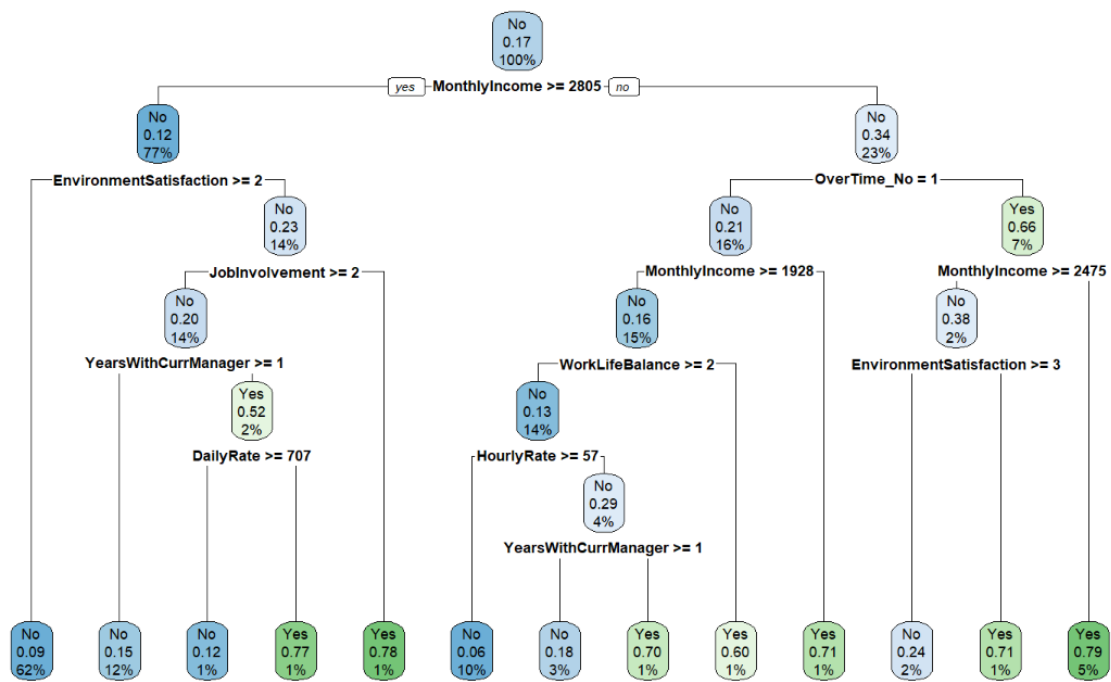 No
0.17
100%
yes MonthlyIncome >= 2805 no
No
0.12
77%
No
0.34
23%
EnvironmentSatisfaction >= 2
OverTime_No = 1
No
0.23
14%
No
0.21
16%
Yes
0.66
7%
JobInvolvement >= 2
MonthlyIncome >= 1928
MonthlyIncome >= 2475
No
0.20
14%
No
0.16
15%
No
0.38
2%
YearsWithCurrManager >= 1
WorkLifeBalance >= 2
EnvironmentSatisfaction >= 3
Yes
0.52
2%
No
0.13
14%
DailyRate >= 707
HourlyRate >= 57
No
0.29
4%
YearsWithCurrManager >= 1
No
0.09
62%
No
0.15
12%
No
0.12
1%
Yes
0.77
1%
Yes
0.78
1%
No
0.06
10%
No
0.18
3%
Yes
0.70
1%
Yes
0.60
1%
Yes
0.71
1%
No
0.24
2%
Yes
0.71
1%
Yes
0.79
5%